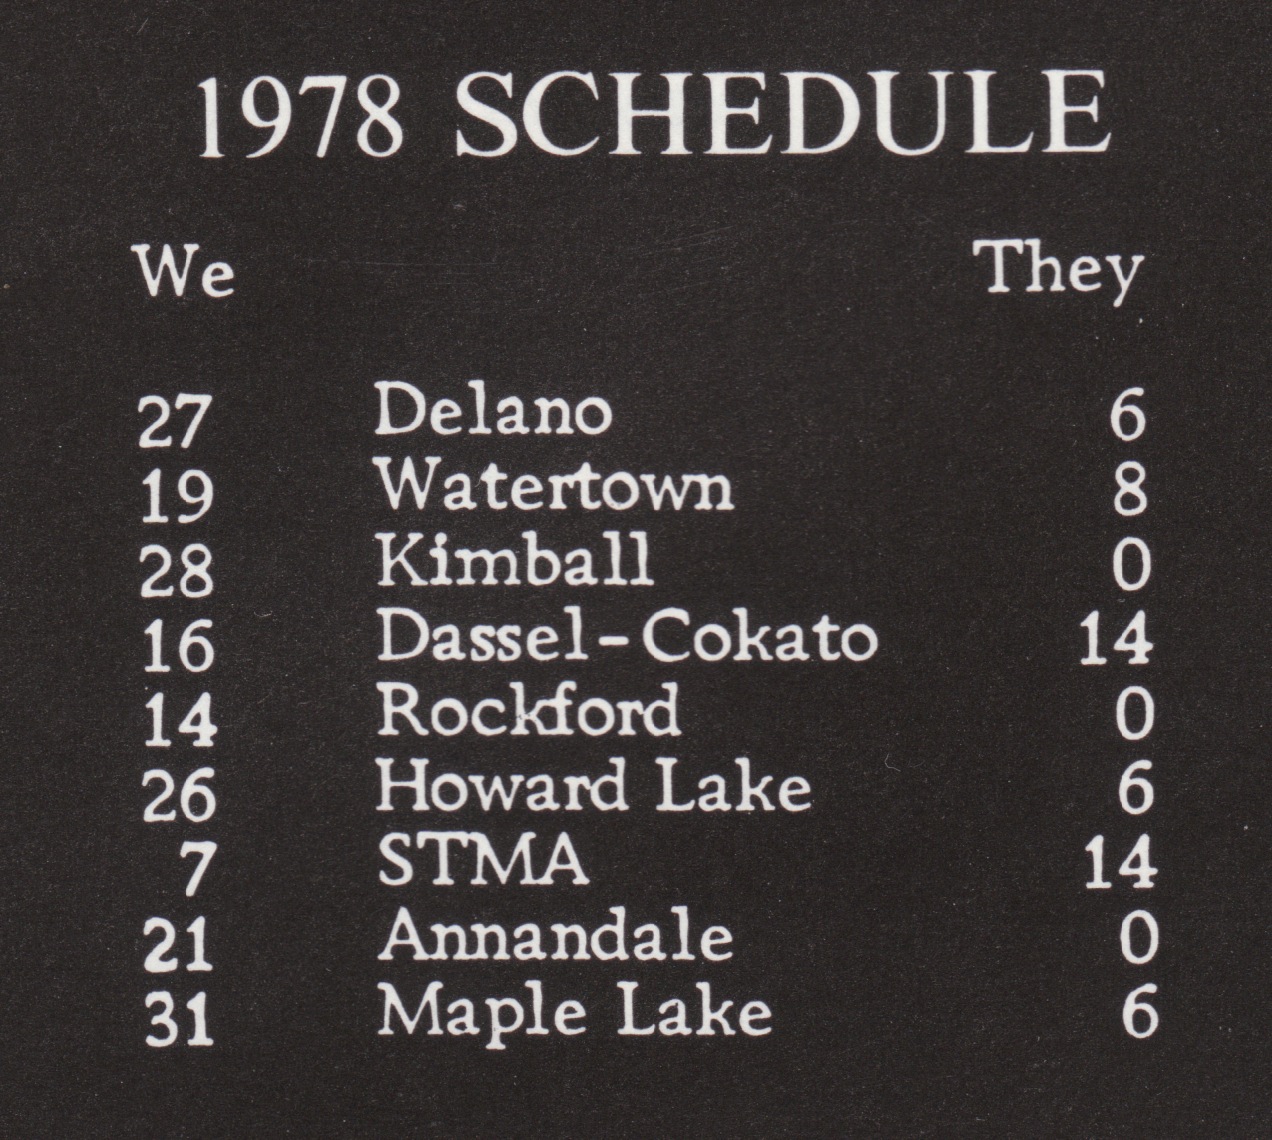 1978 SCHEDULE
We They
27 Delano 6
19 Watertown 8
28 Kimball 0
16 Dassel-Cokato 14
14 Rockford 0
26 Howard Lake 6
7 STMA 14
21 Annandale 0
31 Maple Lake 6